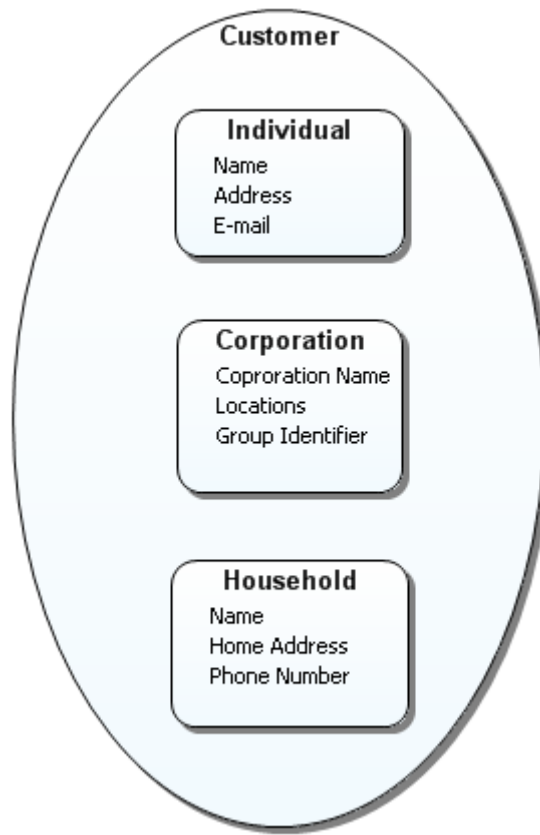 Customer
Individual
Name
Address
E-mail
Corporation
Coproration Name
Locations
Group Identifier
Household
Name
Home Address
Phone Number